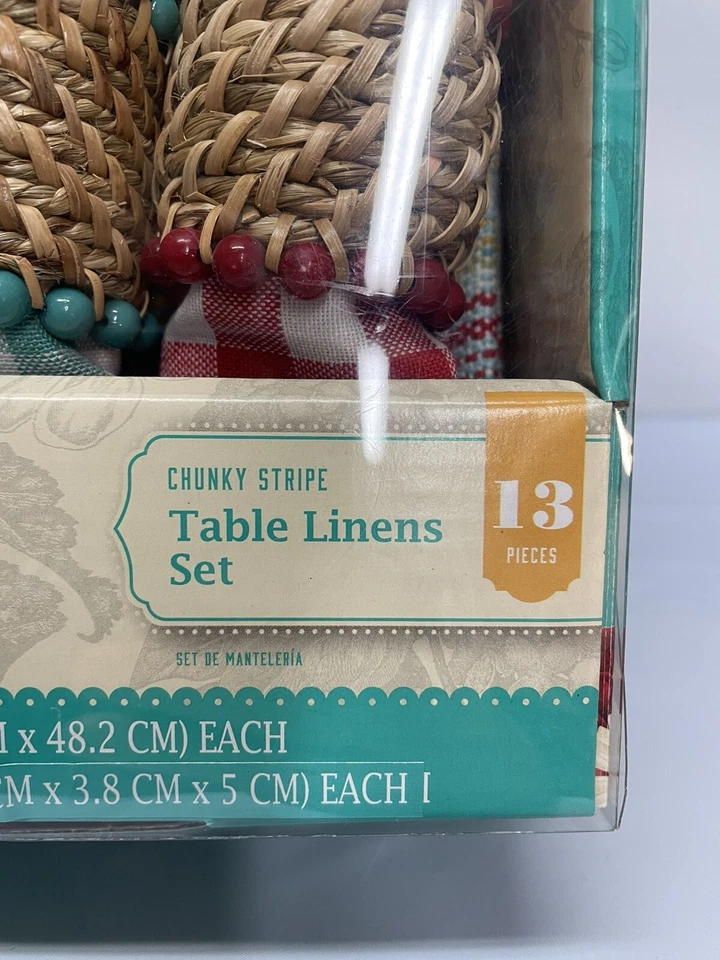 CHUNKY STRIPE
Table Linens
Set
13
PIECES
SET DE MANTELERÍA
x 48.2 CM) EACH
CM x 3.8 CM x 5 CM) EACH